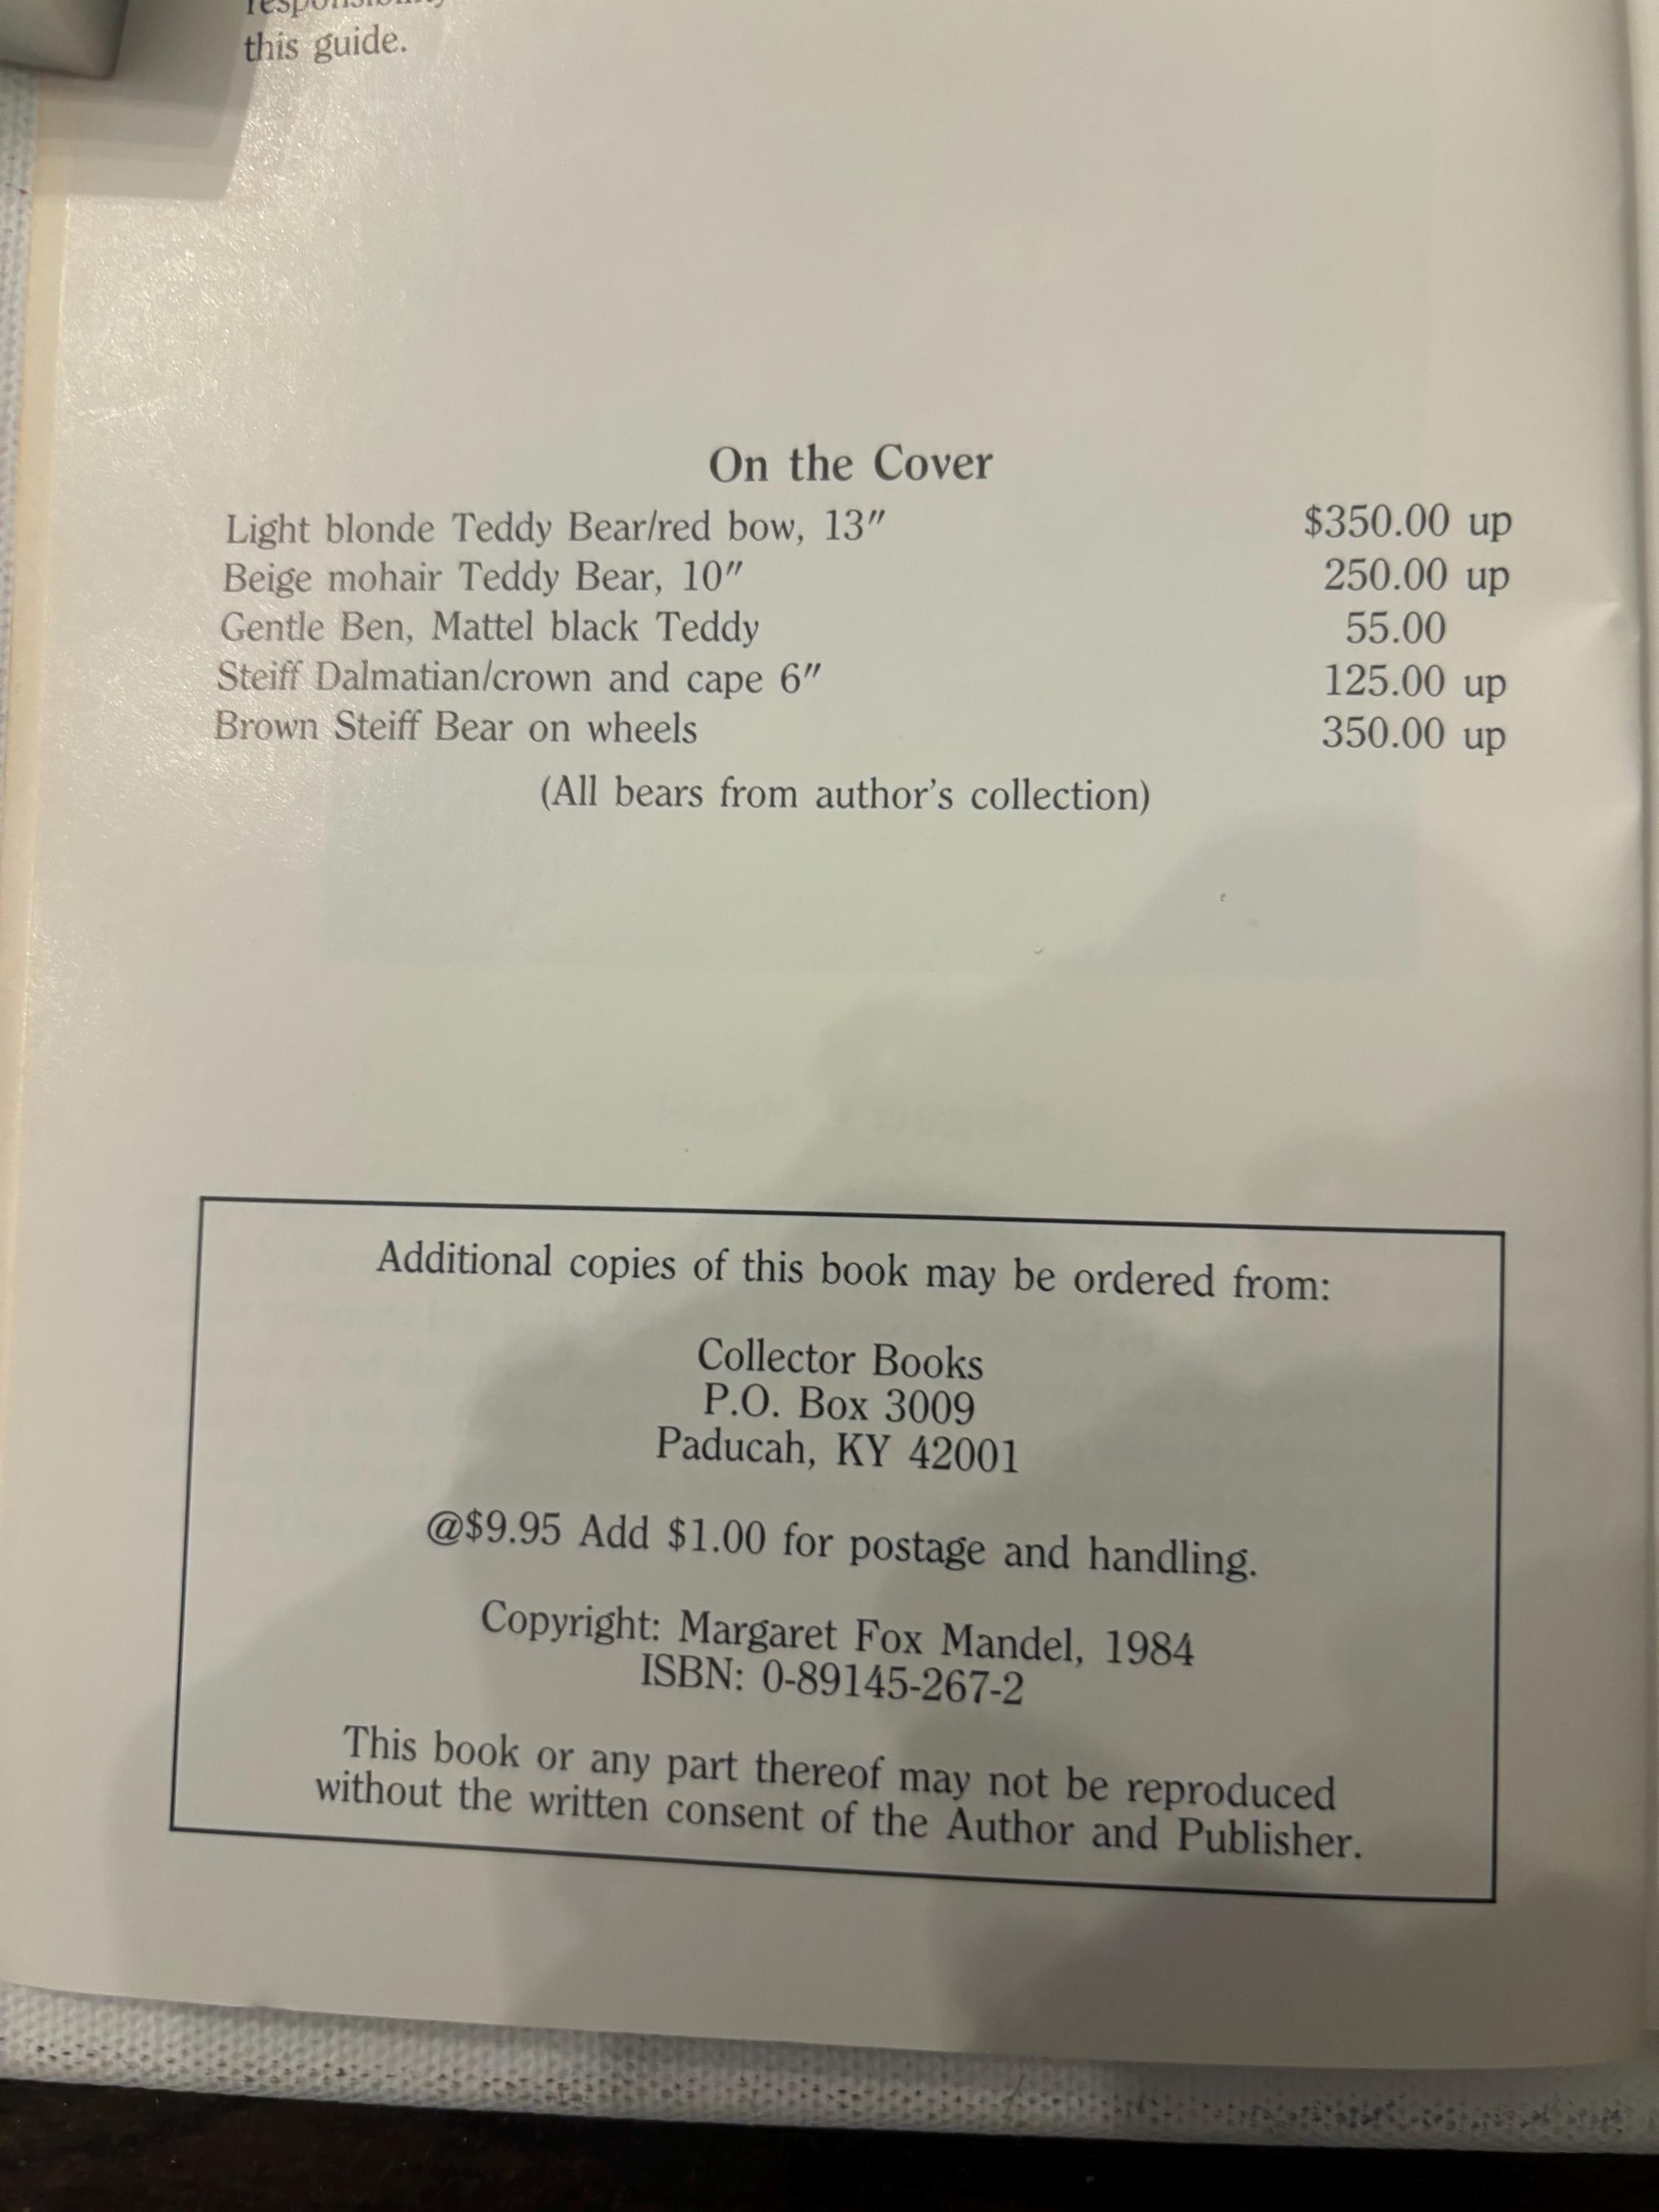 this guide.
On the Cover
Light blonde Teddy Bear/red bow, 13" $350.00 up
Beige mohair Teddy Bear, 10" 250.00 up
Gentle Ben, Mattel black Teddy 55.00
Steiff Dalmatian/crown and cape 6" 125.00 up
Brown Steiff Bear on wheels 350.00 up
(All bears from author's collection)
Additional copies of this book may be ordered from:
Collector Books
P.O. Box 3009
Paducah, KY 42001
@$9.95 Add $1.00 for postage and handling.
Copyright: Margaret Fox Mandel, 1984
ISBN: 0-89145-267-2
This book or any part thereof may not be reproduced
without the written consent of the Author and Publisher.